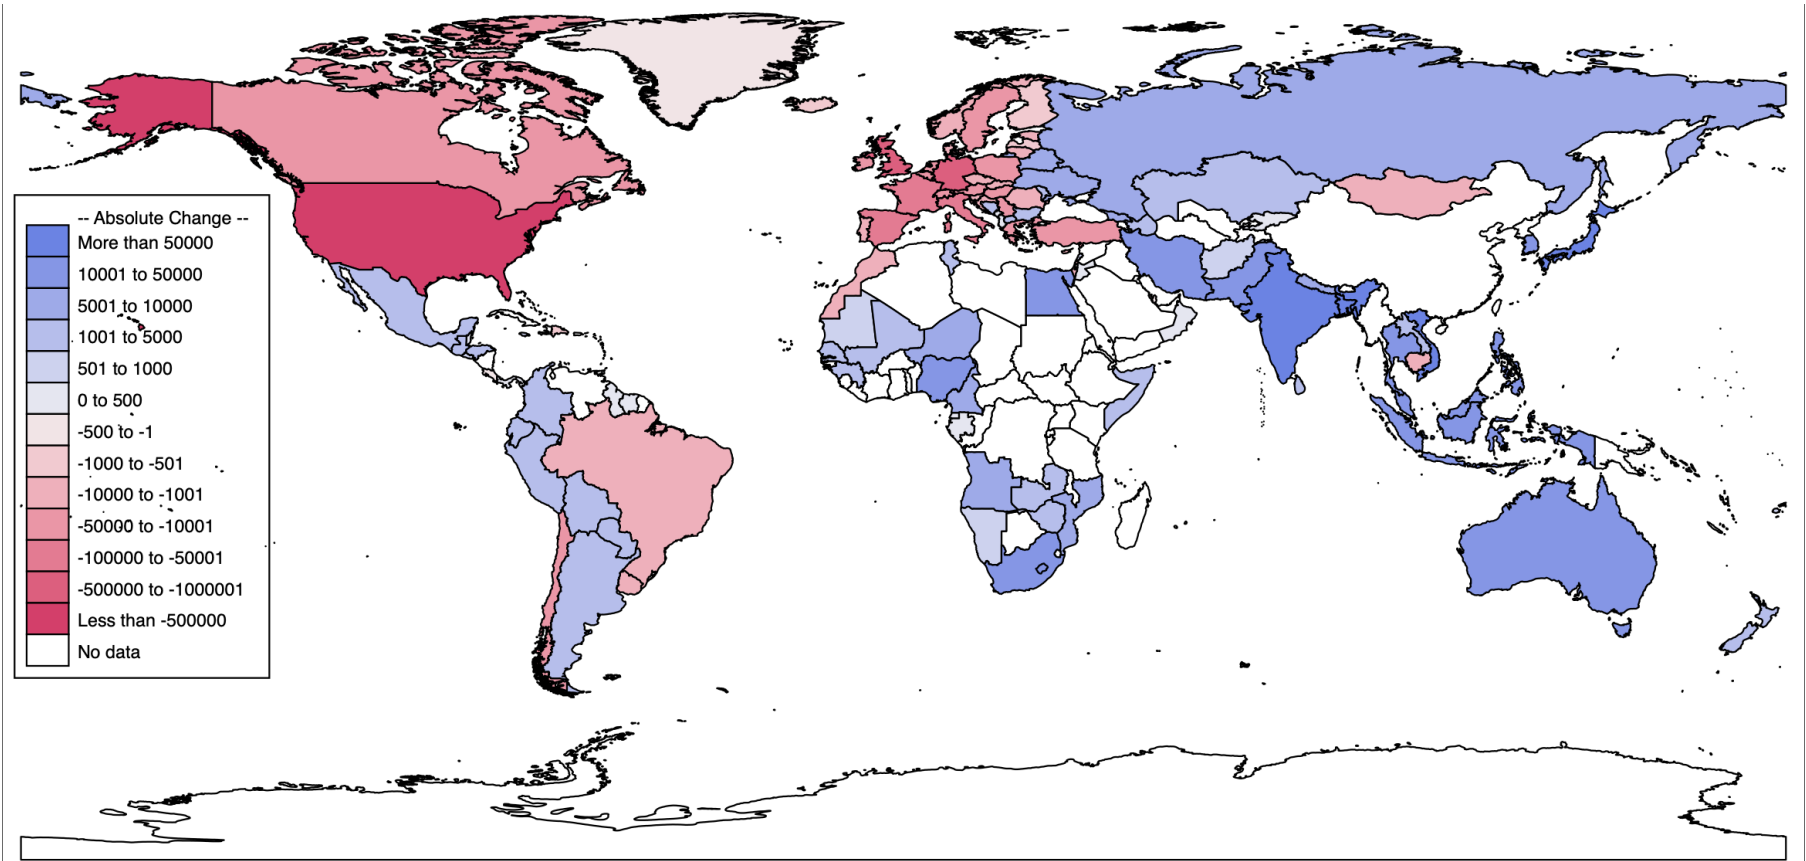 -- Absolute Change --
More than 50000
10001 to 50000
5001 to 10000
1001 to 5000
501 to 1000
0 to 500
-500 to -1
-1000 to -501
-10000 to -1001
-50000 to -10001
-100000 to -50001
-500000 to -1000001
Less than -500000
No data